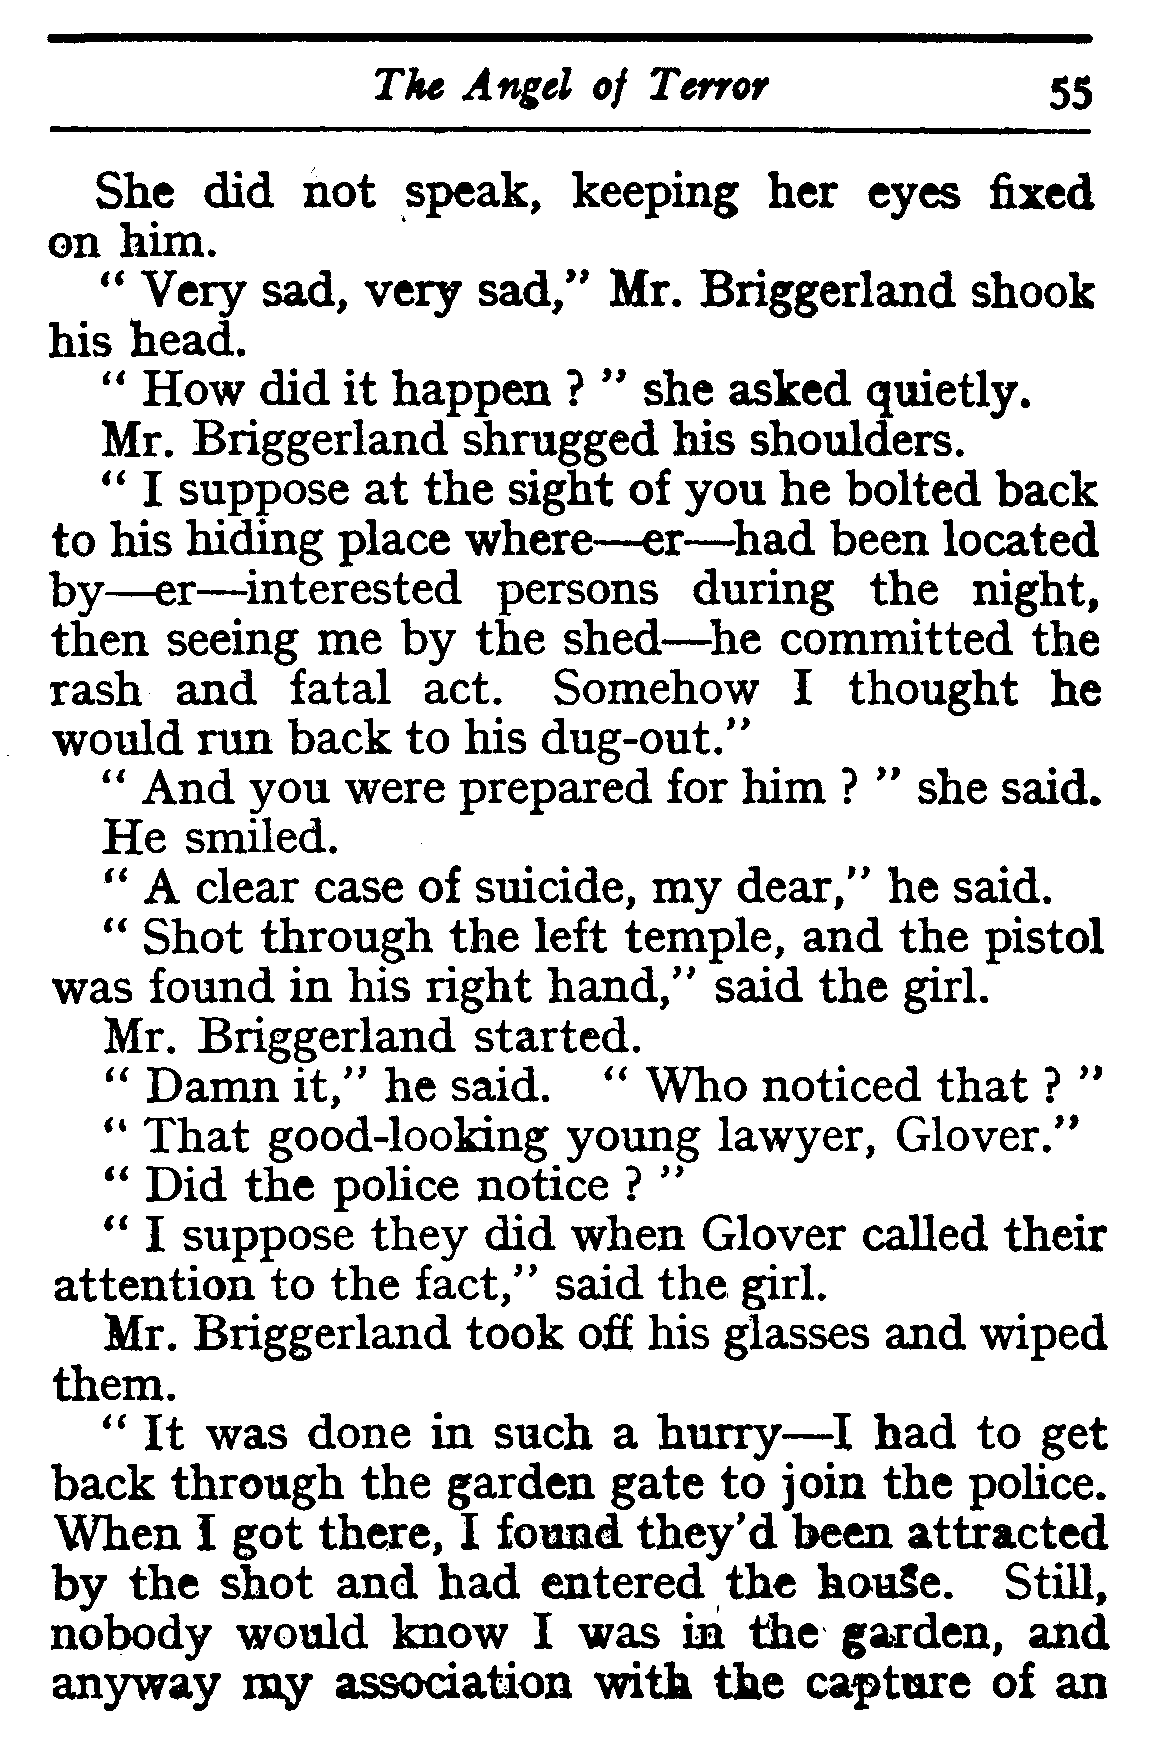 The Angel of Terror 55
She did not speak, keeping her eyes fixed
on him.
“ Very sad, very sad,” Mr. Briggerland shook
his head.
“ How did it happen ? ” she asked quietly.
Mr. Briggerland shrugged his shoulders.
“ I suppose at the sight of you he bolted back
to his hiding place where—er—had been located
by—er—interested persons during the night,
then seeing me by the shed—he committed the
rash and fatal act. Somehow I thought he
would run back to his dug-out.”
“ And you were prepared for him ? ” she said.
He smiled.
“ A clear case of suicide, my dear,” he said.
“ Shot through the left temple, and the pistol
was found in his right hand,” said the girl.
Mr. Briggerland started.
“ Damn it,” he said. “ Who noticed that ? ”
“ That good-looking young lawyer, Glover.”
“ Did the police notice ? ”
“ I suppose they did when Glover called their
attention to the fact,” said the girl.
Mr. Briggerland took off his glasses and wiped
them.
“ It was done in such a hurry—I had to get
back through the garden gate to join the police.
When I got there, I found they’d been attracted
by the shot and had entered the house. Still,
nobody would know I was in the garden, and
anyway my association with the capture of an